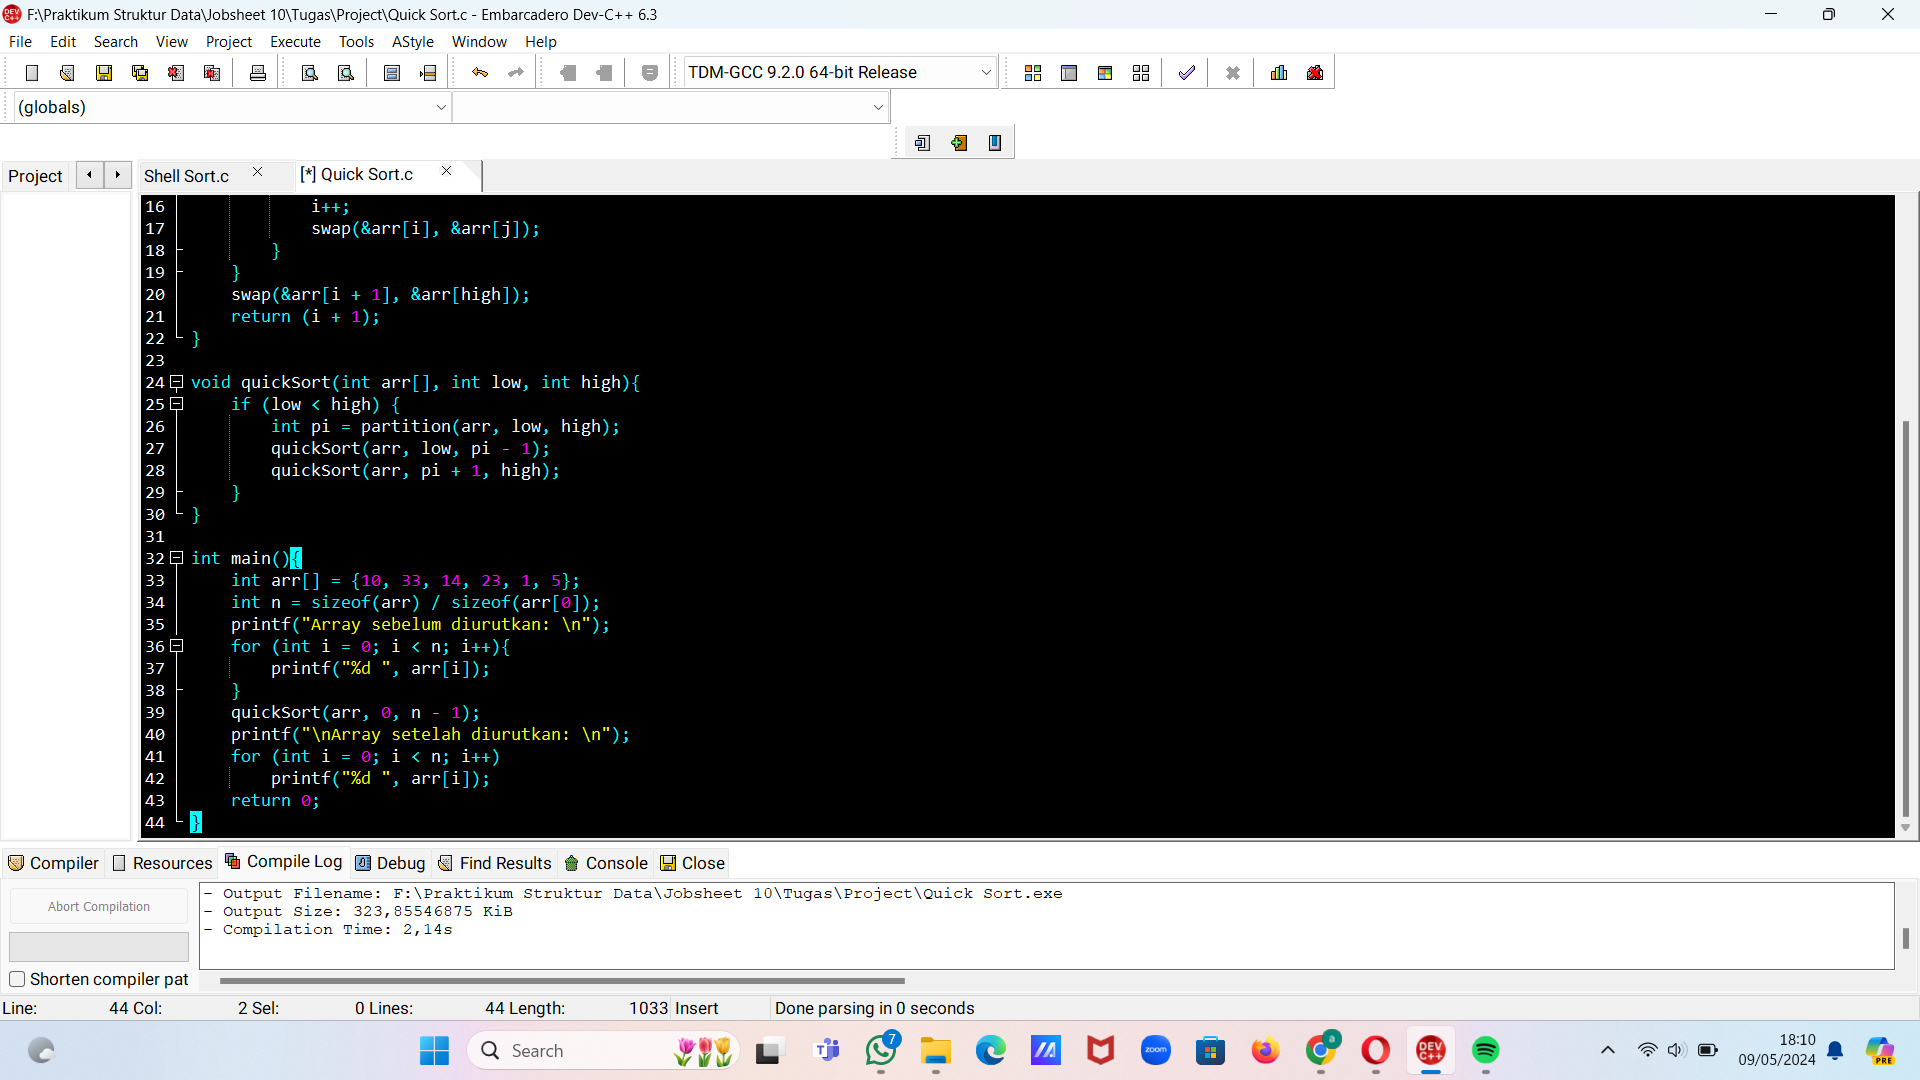 F:\Praktikum Struktur Data\Jobsheet 10\Tugas\Project\Quick Sort.c - Embarcadero Dev-C++ 6.3
File Edit Search View Project Execute Tools AStyle Window Help
TDM-GCC 9.2.0 64-bit Release
(globals)
Project
Shell Sort.c
[*] Quick Sort.c
16 i++;
17 swap(&arr[i], &arr[j]);
18 }
19 }
20 swap(&arr[i + 1], &arr[high]);
21 return (i + 1);
22 }
23
24 void quickSort(int arr[], int low, int high){
25 if (low < high) {
26 int pi = partition(arr, low, high);
27 quickSort(arr, low, pi - 1);
28 quickSort(arr, pi + 1, high);
29 }
30 }
31
32 int main(){
33 int arr[] = {10, 33, 14, 23, 1, 5};
34 int n = sizeof(arr) / sizeof(arr[0]);
35 printf("Array sebelum diurutkan: \n");
36 for (int i = 0; i < n; i++){
37 printf("%d ", arr[i]);
38 }
39 quickSort(arr, 0, n - 1);
40 printf("\nArray setelah diurutkan: \n");
41 for (int i = 0; i < n; i++)
42 printf("%d ", arr[i]);
43 return 0;
44 }
Compiler Resources Compile Log Debug Find Results Console Close
Abort Compilation
Shorten compiler pat
- Output Filename: F:\Praktikum Struktur Data\Jobsheet 10\Tugas\Project\Quick Sort.exe
- Output Size: 323,85546875 KiB
- Compilation Time: 2,14s
Line: 44 Col: 2 Sel: 0 Lines: 44 Length: 1033 Insert Done parsing in 0 seconds
Search
7
zoom
a
DEV C++
18:10
09/05/2024
PRE